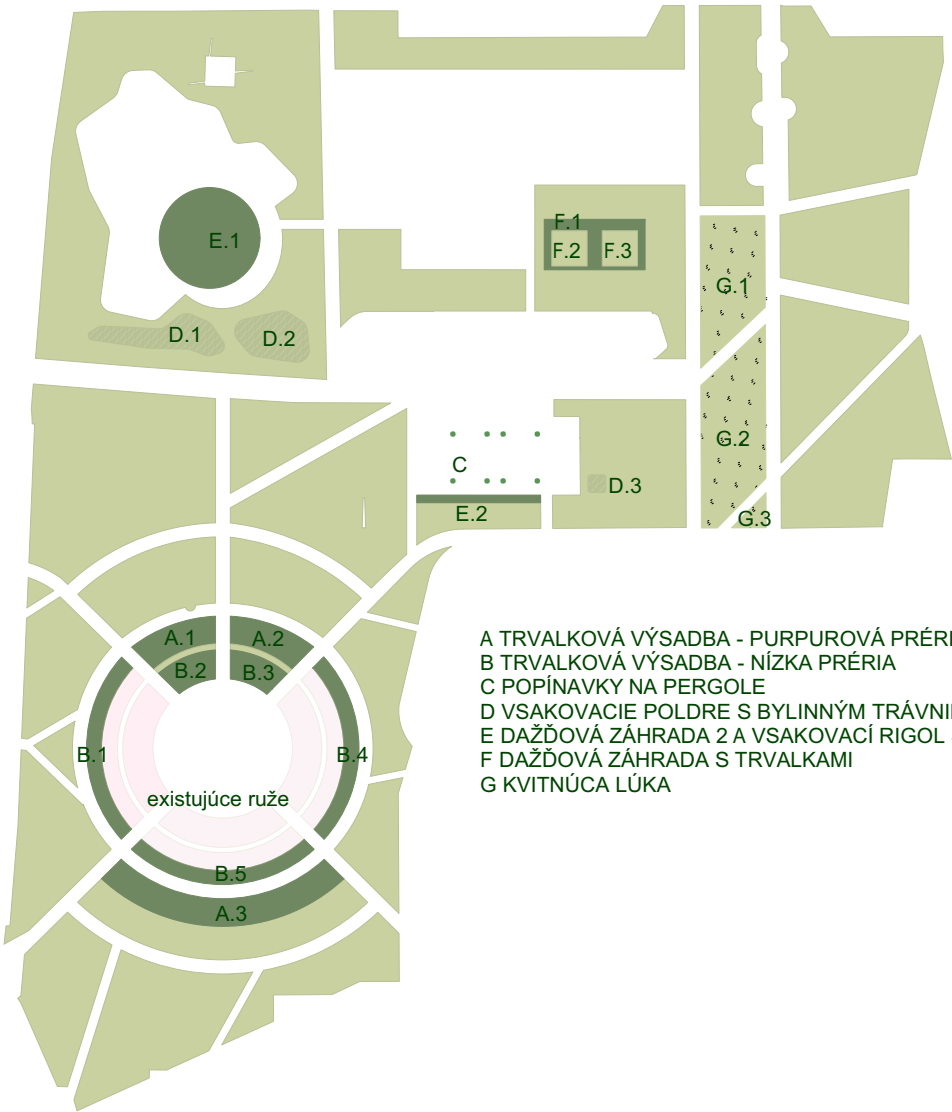 E.1
F.1
F.2
F.3
G.1
D.1
D.2
G.2
C
D.3
E.2
G.3
A.1
A.2
B.2
B.3
B.1
B.4
existujúce ruže
B.5
A.3
A TRVALKOVÁ VÝSADBA - PURPUROVÁ PRÉRI
B TRVALKOVÁ VÝSADBA - NÍZKA PRÉRIA
C POPÍNAVKY NA PERGOLE
D VSAKOVACIE POLDRE S BYLINNÝM TRÁVNI
E DAŽĎOVÁ ZÁHRADA 2 A VSAKOVACÍ RIGOL
F DAŽĎOVÁ ZÁHRADA S TRVALKAMI
G KVITNÚCA LÚKA